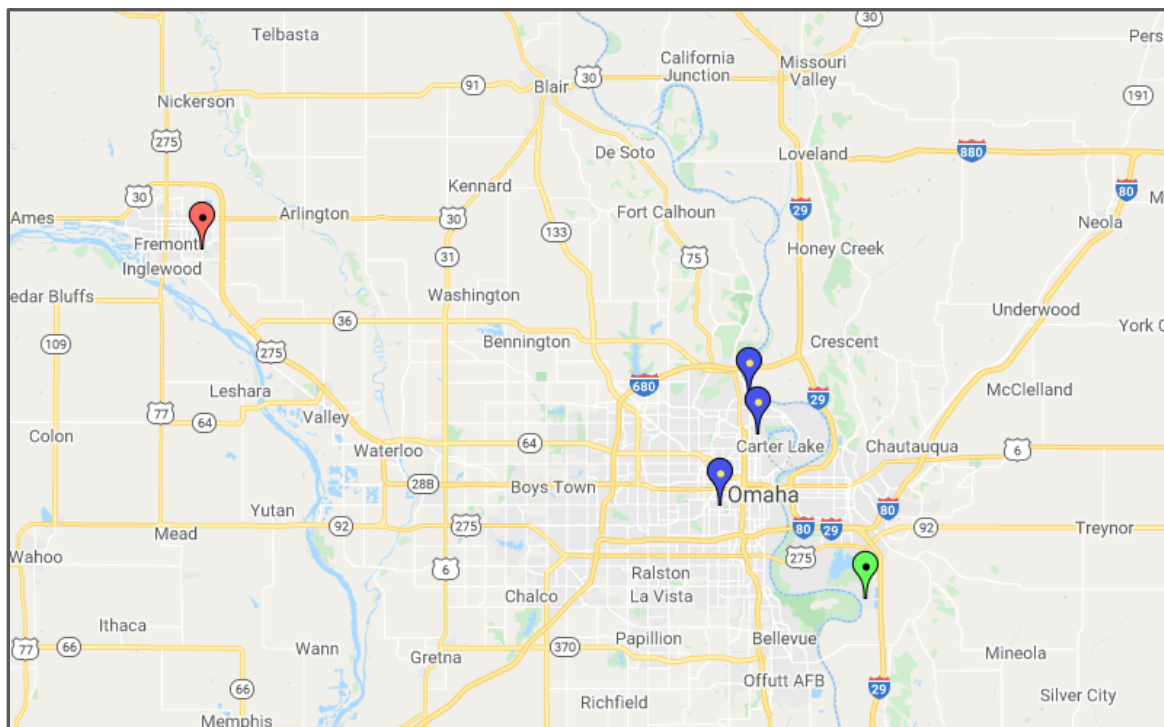 30
Telbasta
Pers
California
Junction
Missouri
Valley
91
Blair
30
Nickerson
191
275
De Soto
Loveland
880
80
30
Kennard
Ames
Arlington
30
Fort Calhoun
29
Neola
M
Fremont
133
Inglewood
31
75
Honey Creek
edar Bluffs
Washington
Underwood
109
36
Bennington
Crescent
York C
275
Leshara
680
29
McClelland
77
64
Valley
Colon
Waterloo
64
Carter Lake
Chautauqua
6
28B
Boys Town
Omaha
Yutan
80
Mead
92
275
80
29
92
Treynor
Wahoo
275
6
Ralston
Chalco
La Vista
Ithaca
77
66
Wann
370
Papillion
Bellevue
Gretna
Mineola
66
Offutt AFB
29
Silver City
Richfield
Memphis